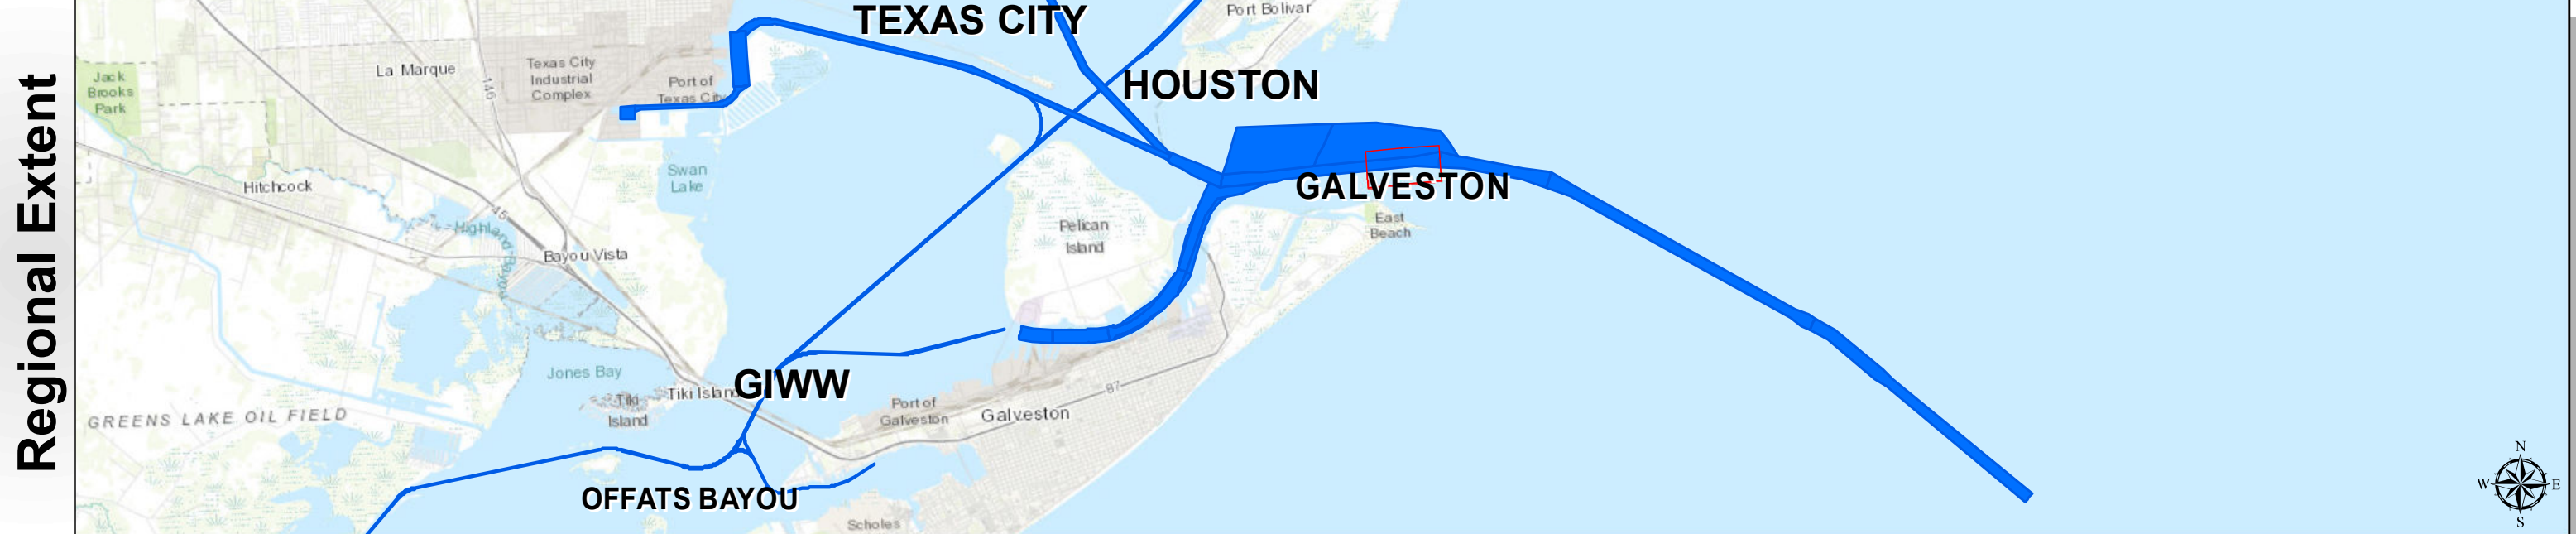 Regional Extent
TEXAS CITY
Port Bolivar
La Marque
Texas City
Industrial
Complex
146
Jack
Brooks
Park
Port of
Texas City
HOUSTON
Swan
Lake
Hitchcock
GALVESTON
45
Highland Bayou
Pelican
Island
East
Beach
Bayou Vista
Jones Bay
GIWW
Tiki Island
Tiki
Island
87
Port of
Galveston
Galveston
GREENS LAKE OIL FIELD
OFFATS BAYOU
Scholes
N
W
E
S